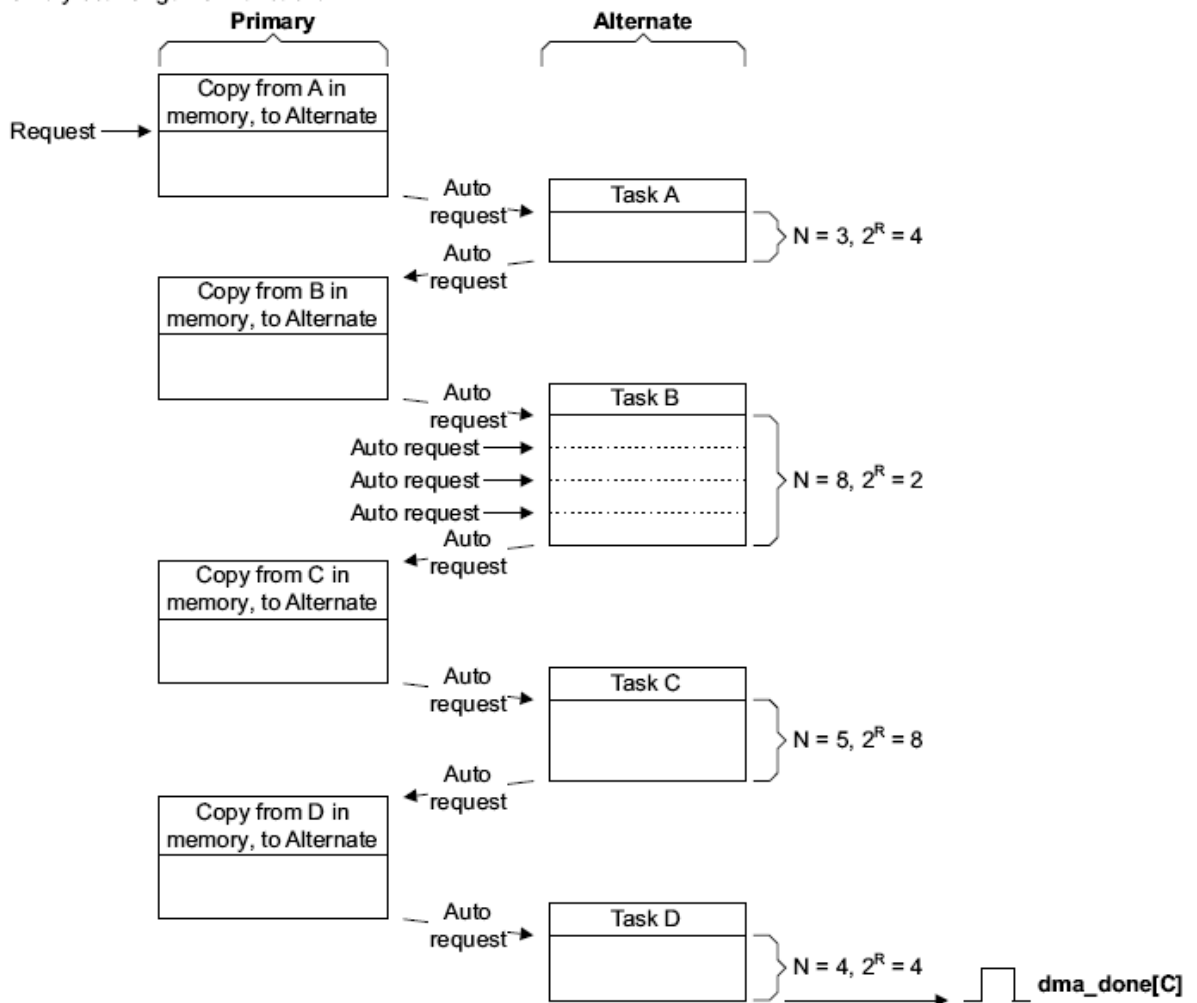 Primary
Alternate
Copy from A in
memory, to Alternate
Request
Auto
request
Task A
N = 3, 2^R = 4
Auto
request
Copy from B in
memory, to Alternate
Auto
request
Task B
Auto request
Auto request
Auto request
N = 8, 2^R = 2
Auto
request
Copy from C in
memory, to Alternate
Auto
request
Task C
N = 5, 2^R = 8
Auto
request
Copy from D in
memory, to Alternate
Auto
request
Task D
N = 4, 2^R = 4
dma_done[C]